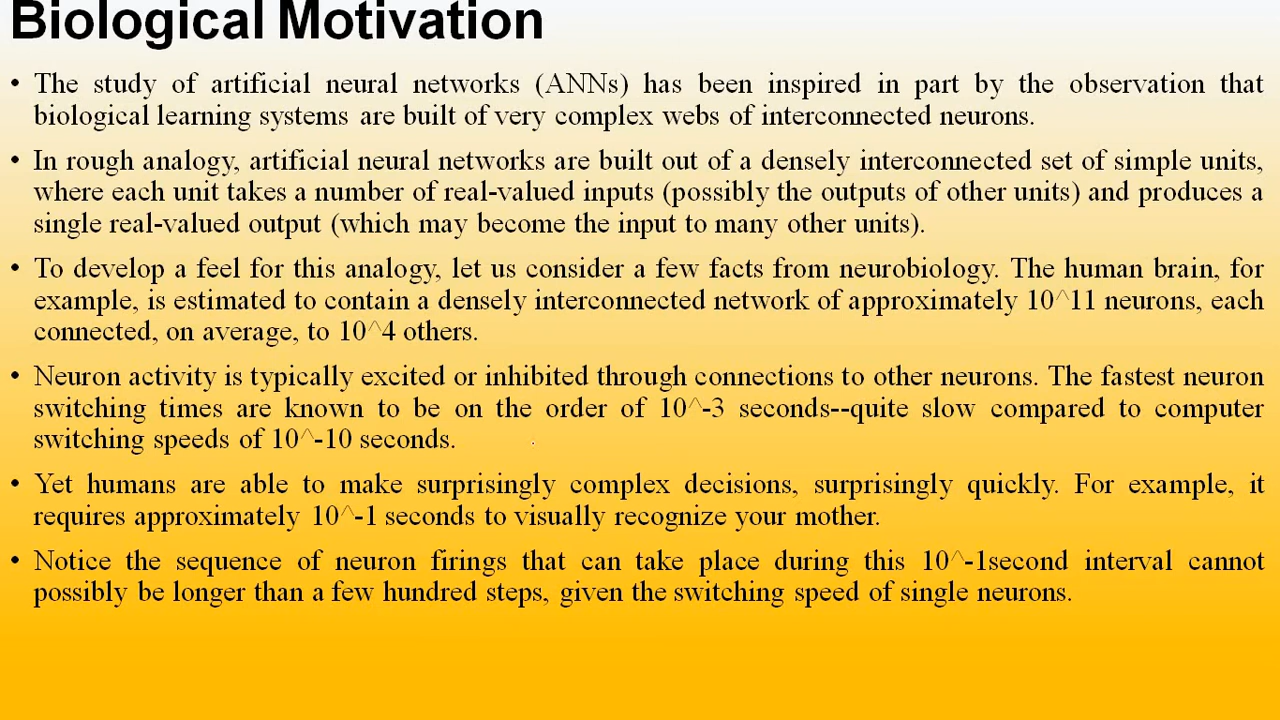 Biological Motivation
• The study of artificial neural networks (ANNs) has been inspired in part by the observation that
biological learning systems are built of very complex webs of interconnected neurons.
• In rough analogy, artificial neural networks are built out of a densely interconnected set of simple units,
where each unit takes a number of real-valued inputs (possibly the outputs of other units) and produces a
single real-valued output (which may become the input to many other units).
• To develop a feel for this analogy, let us consider a few facts from neurobiology. The human brain, for
example, is estimated to contain a densely interconnected network of approximately 10^11 neurons, each
connected, on average, to 10^4 others.
• Neuron activity is typically excited or inhibited through connections to other neurons. The fastest neuron
switching times are known to be on the order of 10^-3 seconds--quite slow compared to computer
switching speeds of 10^-10 seconds.
• Yet humans are able to make surprisingly complex decisions, surprisingly quickly. For example, it
requires approximately 10^-1 seconds to visually recognize your mother.
• Notice the sequence of neuron firings that can take place during this 10^-1second interval cannot
possibly be longer than a few hundred steps, given the switching speed of single neurons.